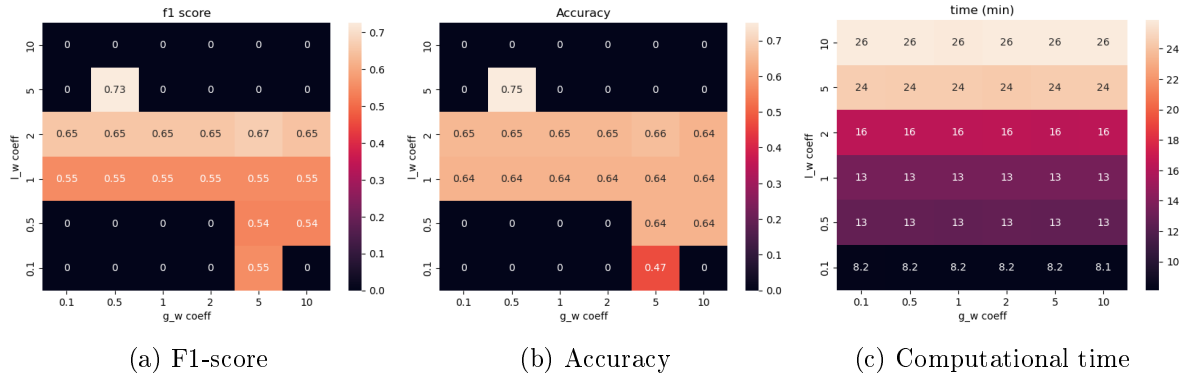 f1 score
10 0 0 0 0 0 0
5 0 0.73 0 0 0 0
2 0.65 0.65 0.65 0.65 0.67 0.65
1 0.55 0.55 0.55 0.55 0.55 0.55
0.5 0 0 0 0 0.54 0.54
0.1 0 0 0 0 0.55 0
0.1 0.5 1 2 5 10
g_w coeff
l_w coeff
0.7
0.6
0.5
0.4
0.3
0.2
0.1
0.0
(a) F1-score
Accuracy
10 0 0 0 0 0 0
5 0 0.75 0 0 0 0
2 0.65 0.65 0.65 0.65 0.66 0.64
1 0.64 0.64 0.64 0.64 0.64 0.64
0.5 0 0 0 0 0.64 0.64
0.1 0 0 0 0 0.47 0
0.1 0.5 1 2 5 10
g_w coeff
l_w coeff
0.7
0.6
0.5
0.4
0.3
0.2
0.1
0.0
(b) Accuracy
time (min)
10 26 26 26 26 26 26
5 24 24 24 24 24 24
2 16 16 16 16 16 16
1 13 13 13 13 13 13
0.5 13 13 13 13 13 13
0.1 8.2 8.2 8.2 8.2 8.2 8.1
0.1 0.5 1 2 5 10
g_w coeff
l_w coeff
24
22
20
18
16
14
12
10
(c) Computational time